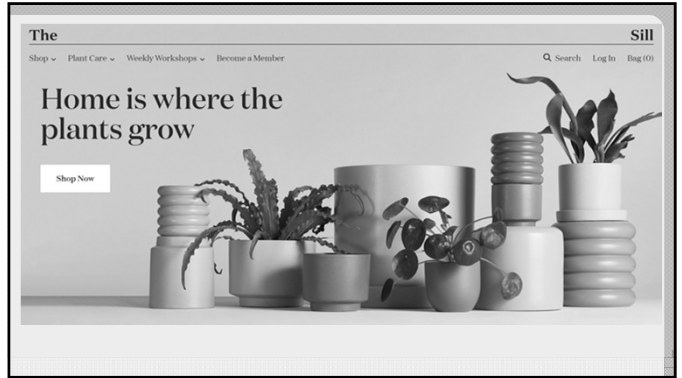 The Sill
Shop Plant Care Weekly Workshops Become a Member Search Log In Bag (0)
Home is where the
plants grow
Shop Now